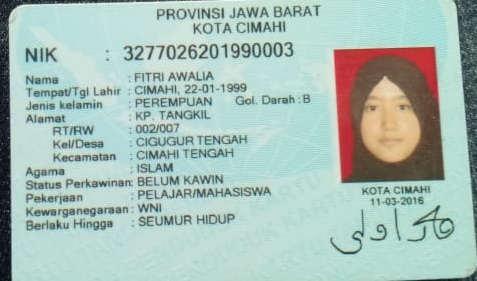 PROVINSI JAWA BARAT
KOTA CIMAHI
NIK : 3277026201990003
Nama : FITRI AWALIA
Tempat/Tgl Lahir : CIMAHI, 22-01-1999
Jenis kelamin : PEREMPUAN Gol. Darah : B
Alamat : KP. TANGKIL
RT/RW : 002/007
Kel/Desa : CIGUGUR TENGAH
Kecamatan : CIMAHI TENGAH
Agama : ISLAM
Status Perkawinan: BELUM KAWIN
Pekerjaan : PELAJAR/MAHASISWA
Kewarganegaraan : WNI
Berlaku Hingga : SEUMUR HIDUP
KOTA CIMAHI
11-03-2016